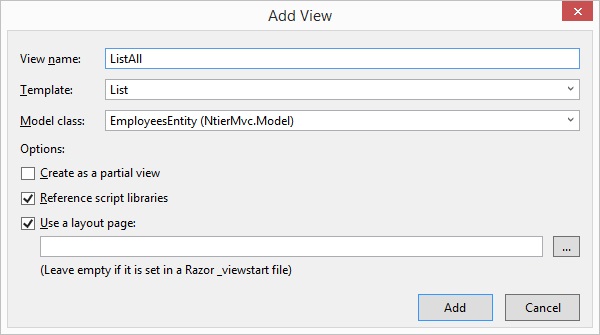 Add View
View name: ListAll
Template: List
Model class: EmployeesEntity (NtierMvc.Model)
Options:
Create as a partial view
Reference script libraries
Use a layout page:
...
(Leave empty if it is set in a Razor _viewstart file)
Add Cancel